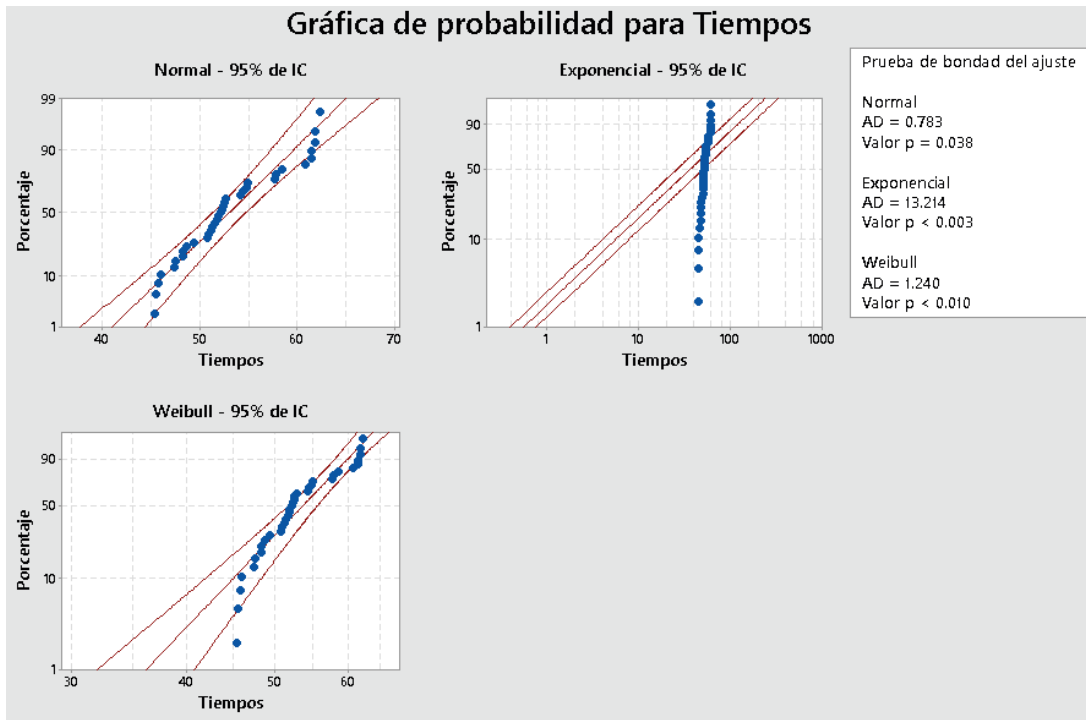 Gráfica de probabilidad para Tiempos
Normal - 95% de IC
99
90
50
10
1
Porcentaje
40 50 60 70
Tiempos
Exponencial - 95% de IC
90
50
10
1
Porcentaje
1 10 100 1000
Tiempos
Prueba de bondad del ajuste
Normal
AD = 0.783
Valor p = 0.038
Exponencial
AD = 13.214
Valor p < 0.003
Weibull
AD = 1.240
Valor p < 0.010
Weibull - 95% de IC
90
50
10
1
Porcentaje
30 40 50 60
Tiempos